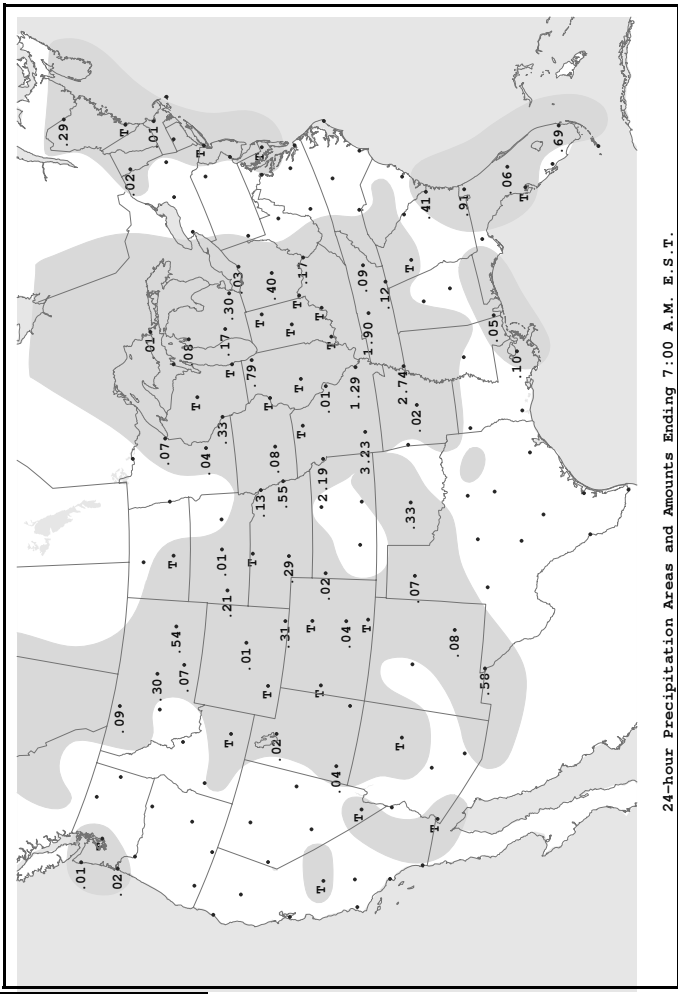 .29
.01
.02
.09
T
.02
.01
.01
.30
.07
T
.54
.07
.08
T
T
.04
.01
.33
.17
.21
T
.30
T
.03
.01
.79
T
T
.13
T
T
T
.40
.08
.02
.55
.31
.29
T
T
T
.17
T
T
T
T
T
2.19
.02
.01
T
.04
.04
1.29
T
.09
3.23
T
1.90
.12
T
2.74
T
.33
.07
.02
.41
T
.08
.91
.58
.05
.06
.10
T
.69
24-hour Precipitation Areas and Amounts Ending 7:00 A.M. E.S.T.